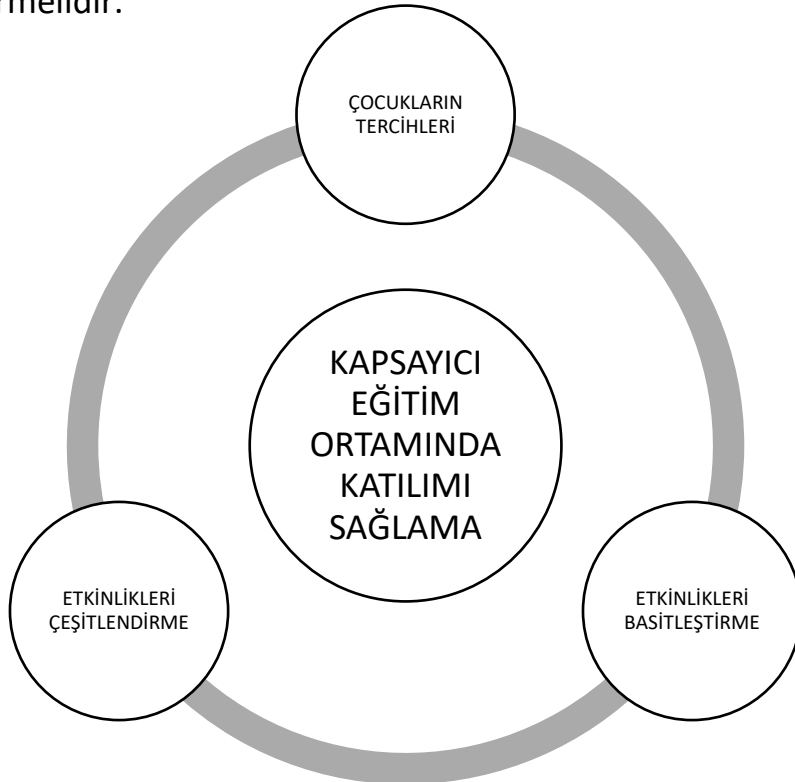 rmelidir.
ÇOCUKLARIN
TERCİHLERİ
KAPSAYICI
EĞİTİM
ORTAMINDA
KATILIMI
SAĞLAMA
ETKİNLİKLERİ
ÇEŞİTLENDİRME
ETKİNLİKLERİ
BASİTLEŞTİRME